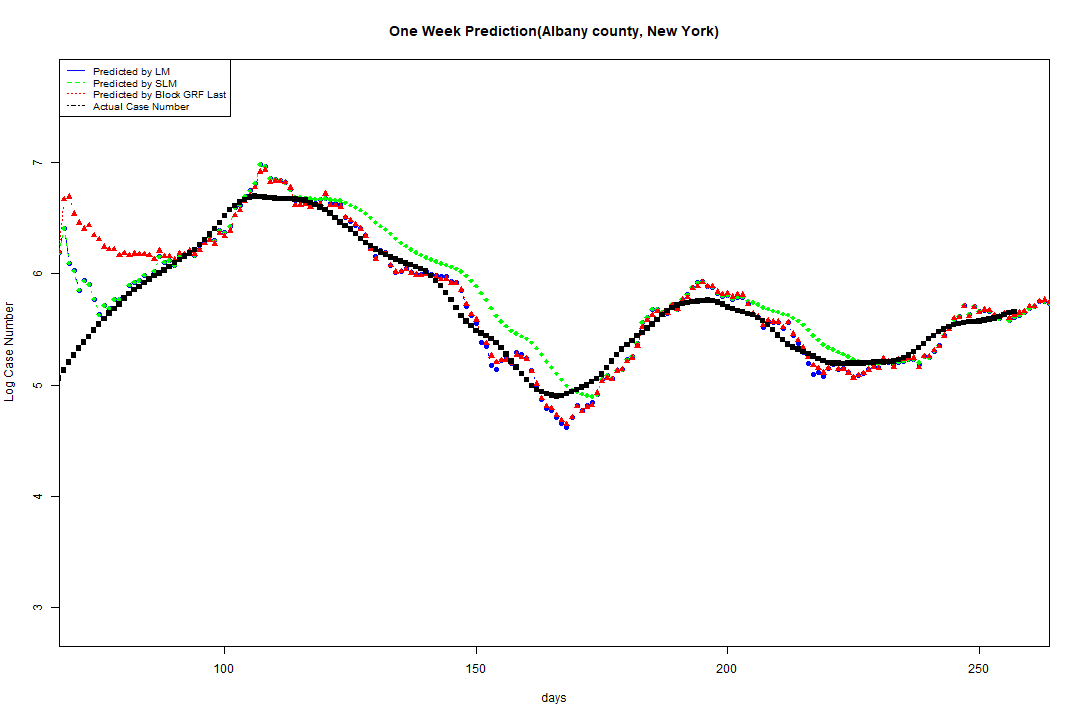 One Week Prediction(Albany county, New York)
Predicted by LM
Predicted by SLM
Predicted by Block GRF Last
Actual Case Number
Log Case Number
7
6
5
4
3
100
150
200
250
days